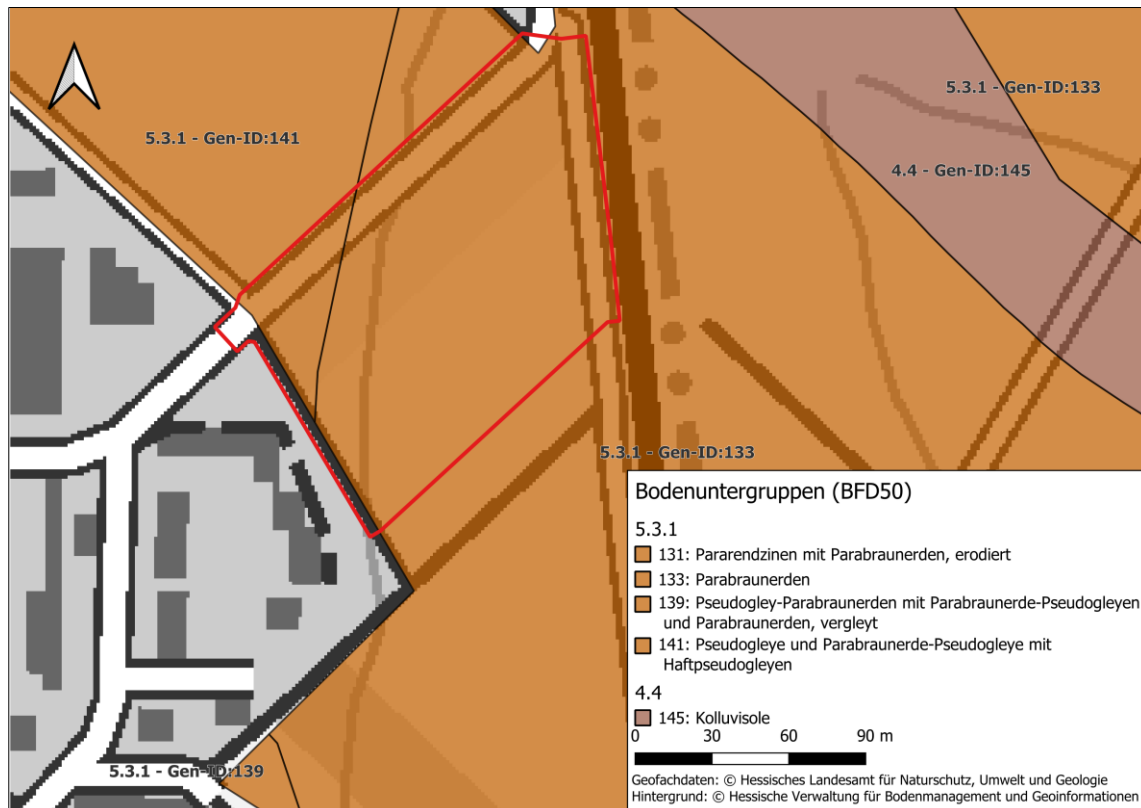 5.3.1 - Gen-ID:133
5.3.1 - Gen-ID:141
4.4 - Gen-ID:145
5.3.1 - Gen-ID:133
5.3.1 - Gen-ID:139
Bodenuntergruppen (BFD50)
5.3.1
131: Pararendzinen mit Parabraunerden, erodiert
133: Parabraunerden
139: Pseudogley-Parabraunerden mit Parabraunerde-Pseudogleyen
und Parabraunerden, vergleyt
141: Pseudogleye und Parabraunerde-Pseudogleye mit
Haftpseudogleyen
4.4
145: Kolluvisole
0 30 60 90 m
Geofachdaten: © Hessisches Landesamt für Naturschutz, Umwelt und Geologie
Hintergrund: © Hessische Verwaltung für Bodenmanagement und Geoinformationen